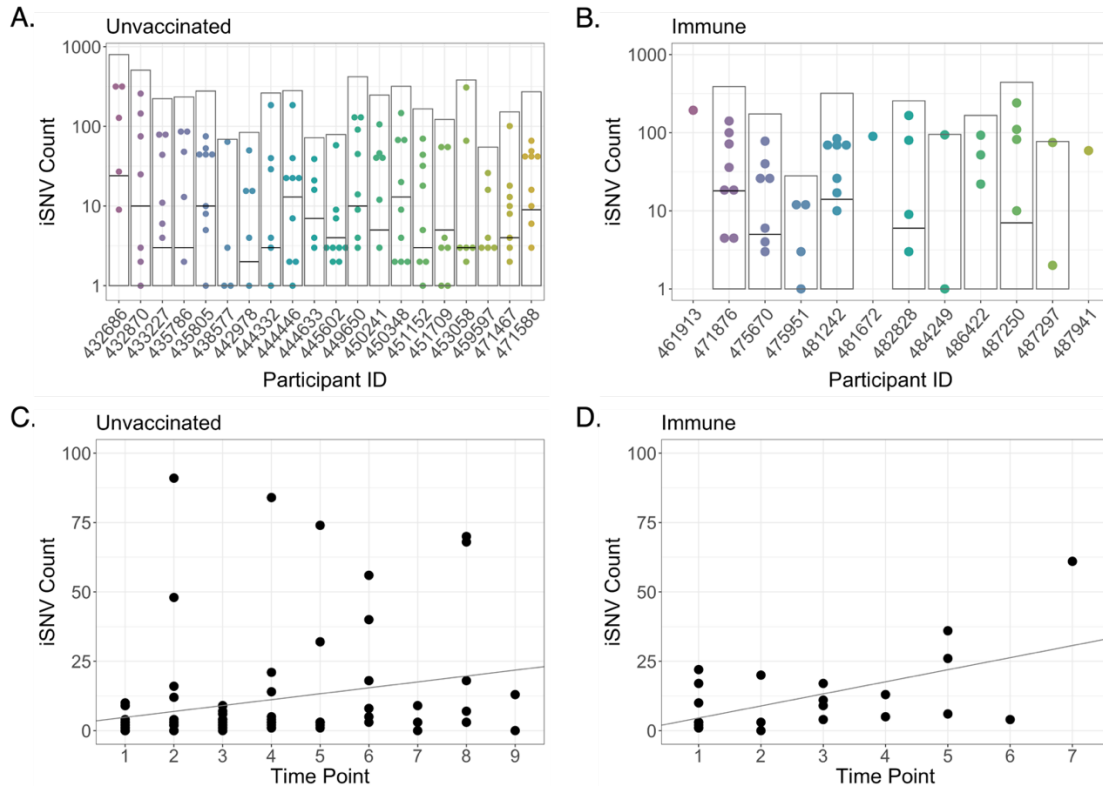 A.
Unvaccinated
iSNV Count
1000
100
10
1
432686 432870 433227 435786 435805 438577 442978 444332 444446 444633 445602 449650 450241 450348 451152 451709 453058 459597 471467 471588
Participant ID
B.
Immune
iSNV Count
1000
100
10
1
461913 471876 475670 475951 481242 481672 482828 484249 486422 487250 487297 487941
Participant ID
C.
Unvaccinated
iSNV Count
100
75
50
25
0
1 2 3 4 5 6 7 8 9
Time Point
D.
Immune
iSNV Count
100
75
50
25
0
1 2 3 4 5 6 7
Time Point